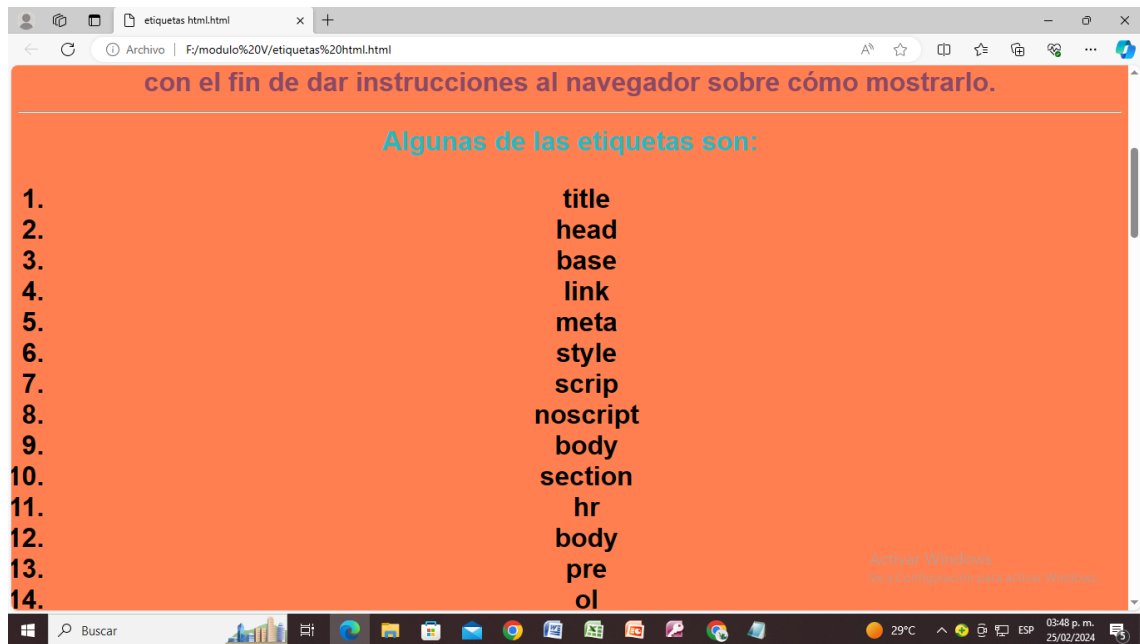 etiquetas html.html
Archivo F:/modulo%20V/etiquetas%20html.html
con el fin de dar instrucciones al navegador sobre cómo mostrarlo.
Algunas de las etiquetas son:
1. title
2. head
3. base
4. link
5. meta
6. style
7. scrip
8. noscript
9. body
10. section
11. hr
12. body
13. pre
14. ol
Activar Windows
Buscar
29°C
ESP
03:48 p. m.
25/02/2024